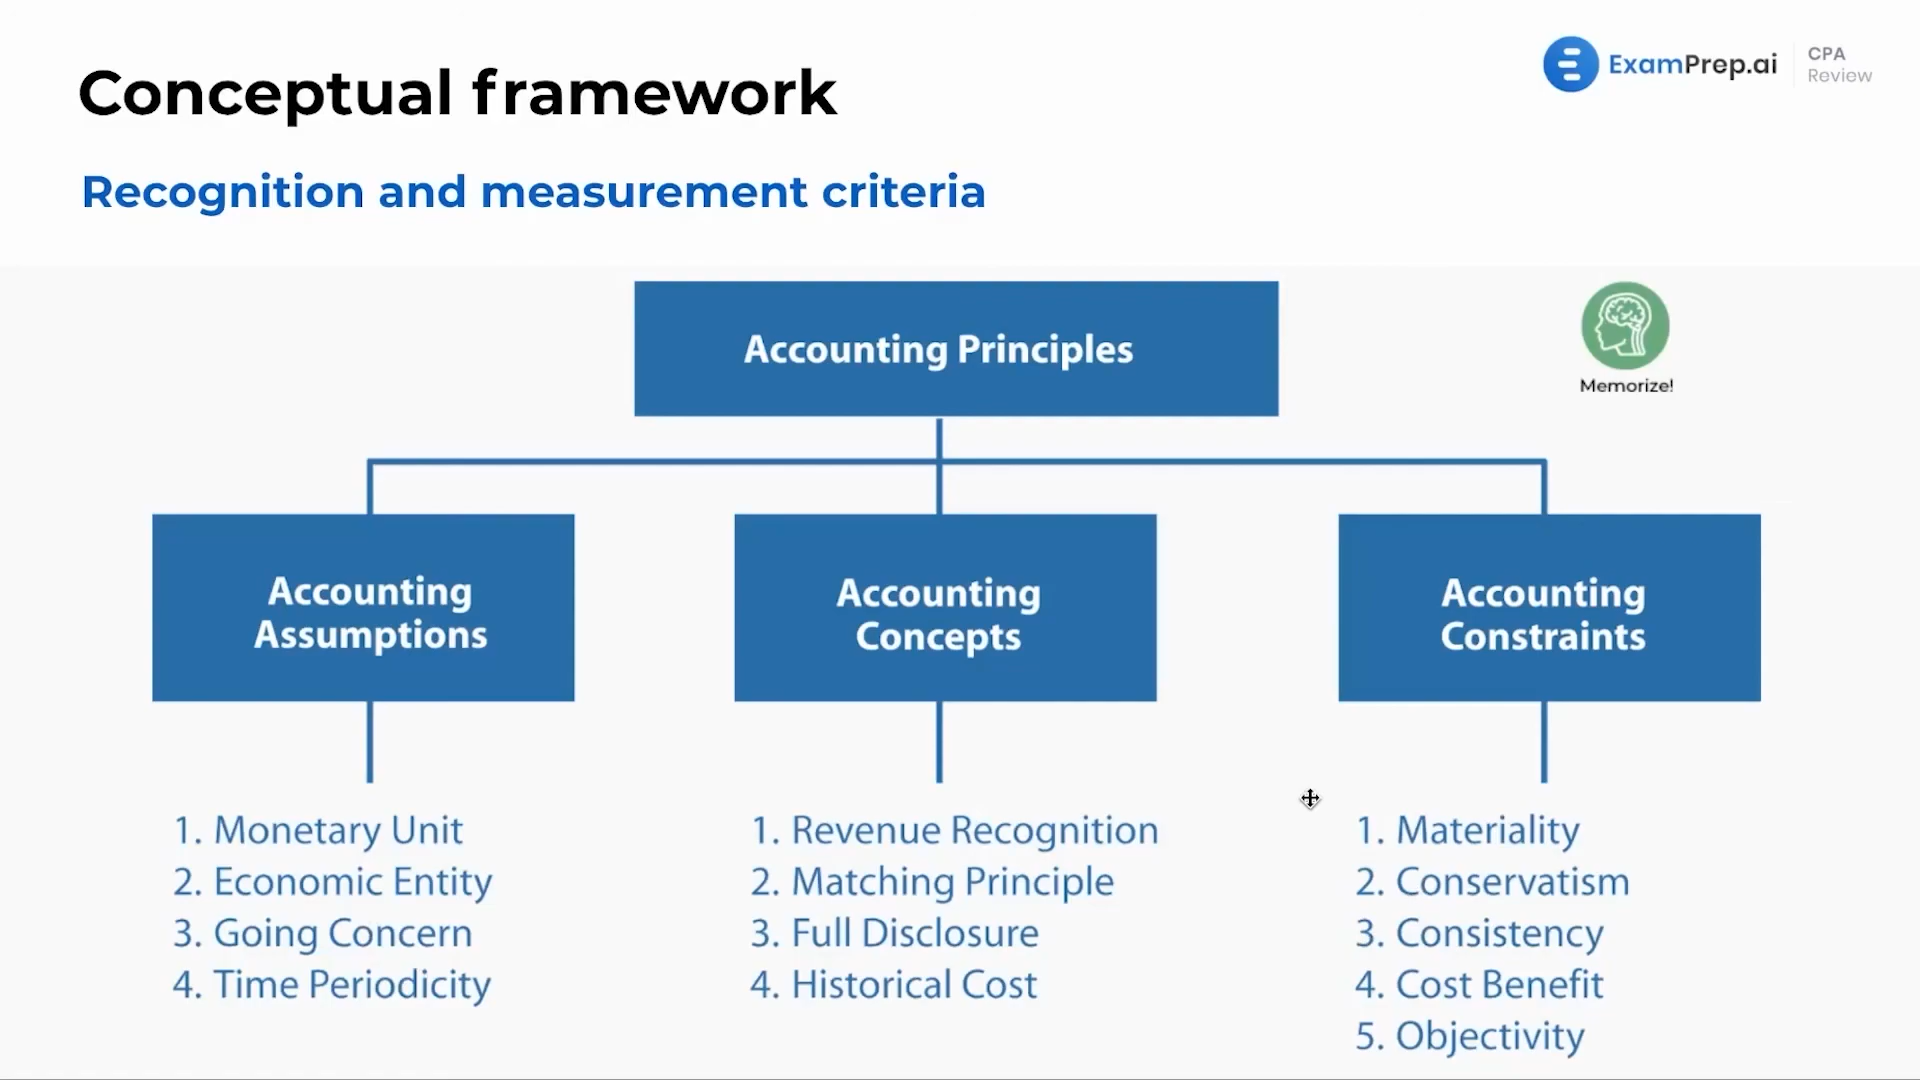 Conceptual framework
ExamPrep.ai
CPA
Review
Recognition and measurement criteria
Accounting Principles
Memorize!
Accounting
Assumptions
Accounting
Concepts
Accounting
Constraints
1. Monetary Unit
2. Economic Entity
3. Going Concern
4. Time Periodicity
1. Revenue Recognition
2. Matching Principle
3. Full Disclosure
4. Historical Cost
1. Materiality
2. Conservatism
3. Consistency
4. Cost Benefit
5. Objectivity